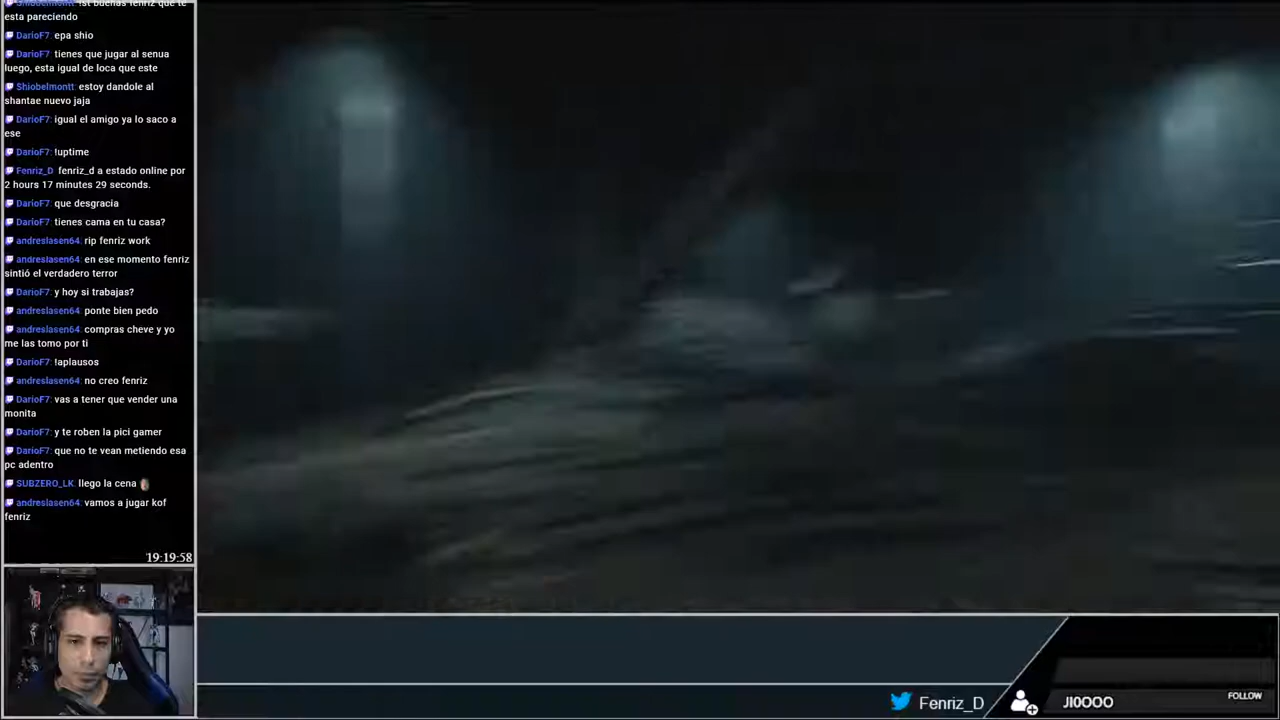 Shiobelmontt: !st buenas fenriz que te
esta pareciendo
DarioF7: epa shio
DarioF7: tienes que jugar al senua
luego, esta igual de loca que este
Shiobelmontt: estoy dandole al
shantae nuevo jaja
DarioF7: igual el amigo ya lo saco a
ese
DarioF7: !uptime
Fenriz_D fenriz_d a estado online por
2 hours 17 minutes 29 seconds.
DarioF7: que desgracia
DarioF7: tienes cama en tu casa?
andreslasen64: rip fenriz work
andreslasen64: en ese momento fenriz
sintió el verdadero terror
DarioF7: y hoy si trabajas?
andreslasen64: ponte bien pedo
andreslasen64: compras cheve y yo
me las tomo por ti
DarioF7: !aplausos
andreslasen64: no creo fenriz
DarioF7: vas a tener que vender una
monita
DarioF7: y te roben la pici gamer
DarioF7: que no te vean metiendo esa
pc adentro
SUBZERO_LK: llego la cena
andreslasen64: vamos a jugar kof
fenriz
19:19:58
Fenriz_D
JI0OOO
FOLLOW